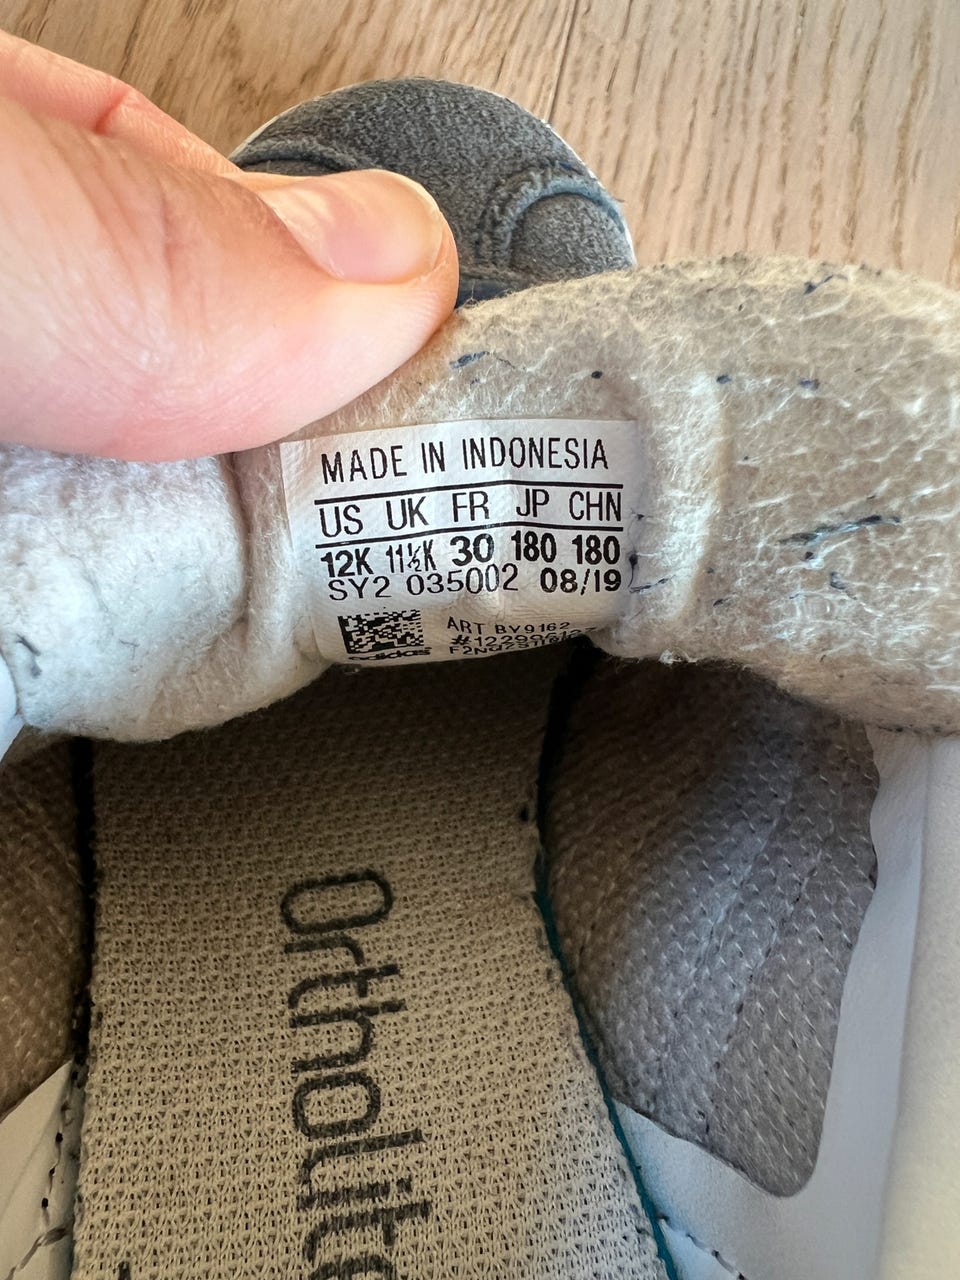 MADE IN INDONESIA
US UK FR JP CHN
12K 11½K 30 180 180
SY2 035002 08/19
ART BV9162
adidas
Ortholite